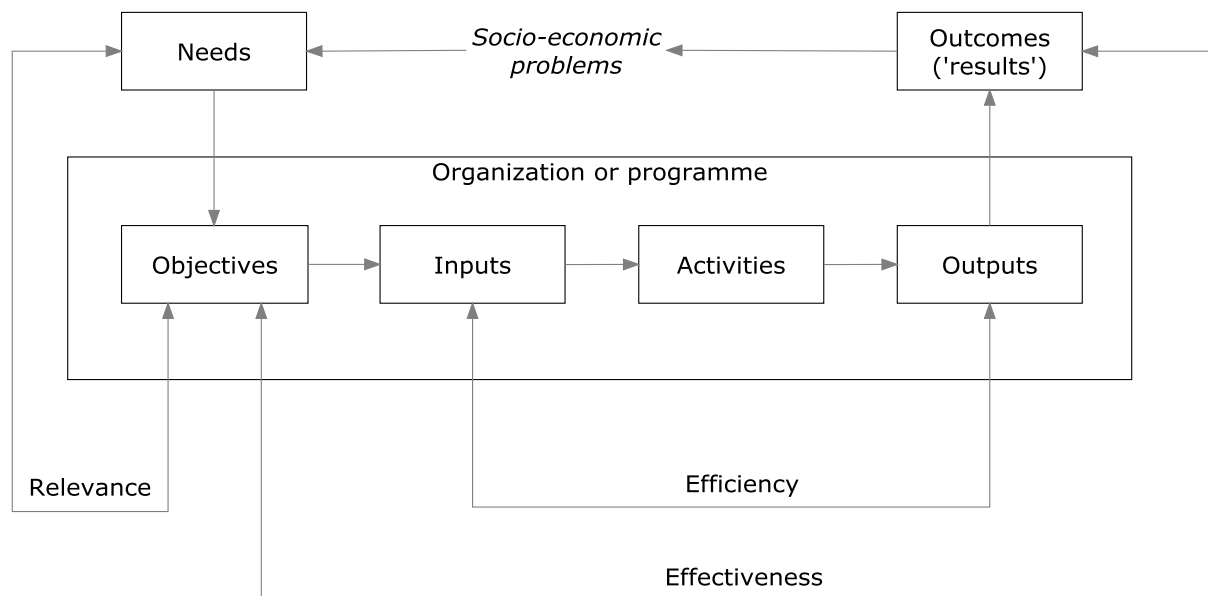 Needs
Socio-economic
problems
Outcomes
('results')
Organization or programme
Objectives
Inputs
Activities
Outputs
Relevance
Efficiency
Effectiveness